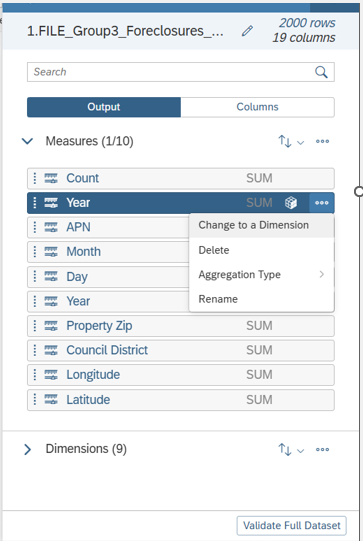 1.FILE_Group3_Foreclosures_...
2000 rows
19 columns
Search
Output
Columns
Measures (1/10)
Count SUM
Year SUM
APN
Change to a Dimension
Month
Delete
Day
Aggregation Type
Year
Rename
Property Zip SUM
Council District SUM
Longitude SUM
Latitude SUM
Dimensions (9)
Validate Full Dataset